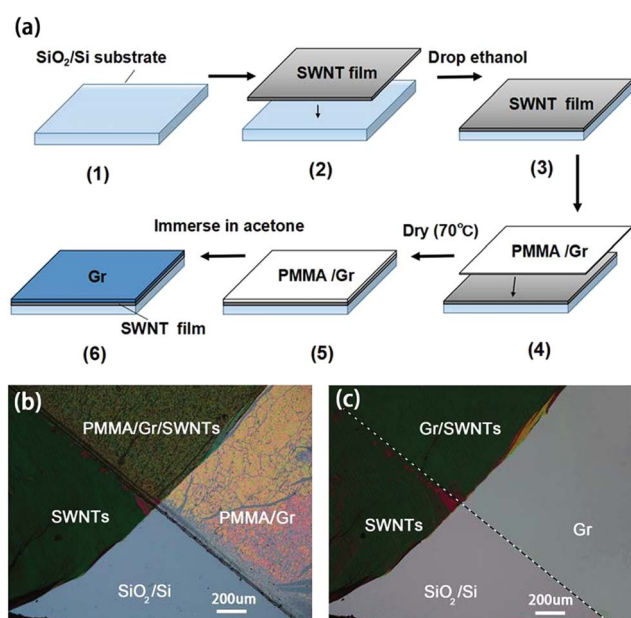 (a)
SiO₂/Si substrate
SWNT film
Drop ethanol
SWNT film
(1)
(2)
(3)
Immerse in acetone
Dry (70℃)
Gr
PMMA /Gr
PMMA /Gr
SWNT film
(6)
(5)
(4)
(b)
PMMA/Gr/SWNTs
SWNTs
PMMA/Gr
SiO₂/Si
200um
(c)
Gr/SWNTs
SWNTs
Gr
SiO₂/Si
200um